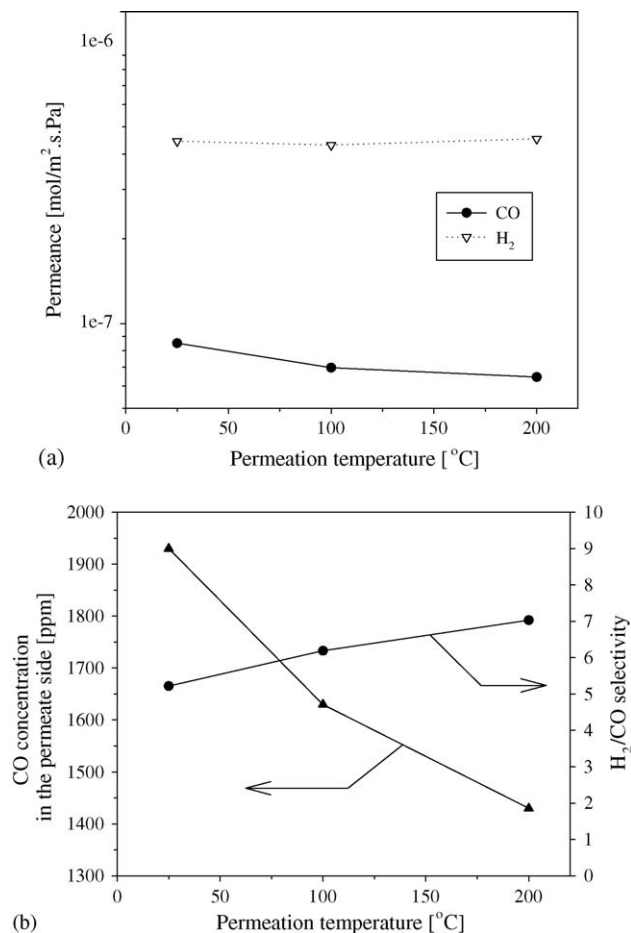 1e-6
Permeance [mol/m².s.Pa]
CO
H₂
1e-7
0 50 100 150 200
(a) Permeation temperature [°C]
2000 10
1900 9
8
1800 7
1700 6
CO concentration
in the permeate side [ppm]
5
H₂/CO selectivity
1600 4
1500 3
2
1400 1
1300 0
0 50 100 150 200
(b) Permeation temperature [°C]